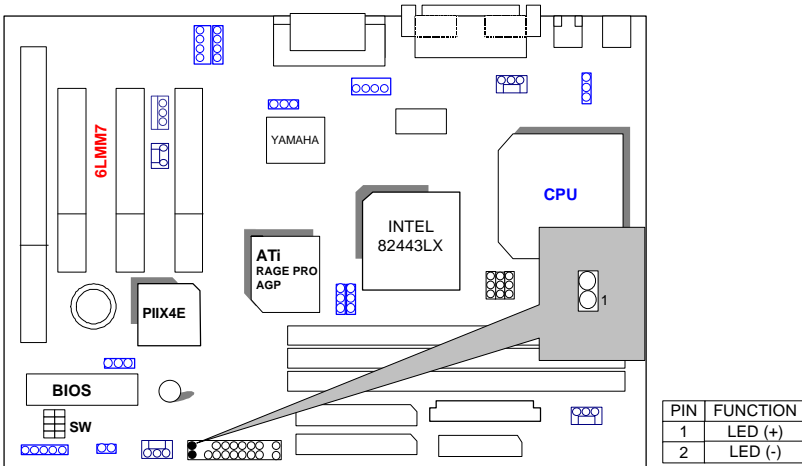 6LMM7
YAMAHA
CPU
INTEL
82443LX
ATi
RAGE PRO
AGP
PIIX4E
1
BIOS
SW
PIN FUNCTION
1 LED (+)
2 LED (-)